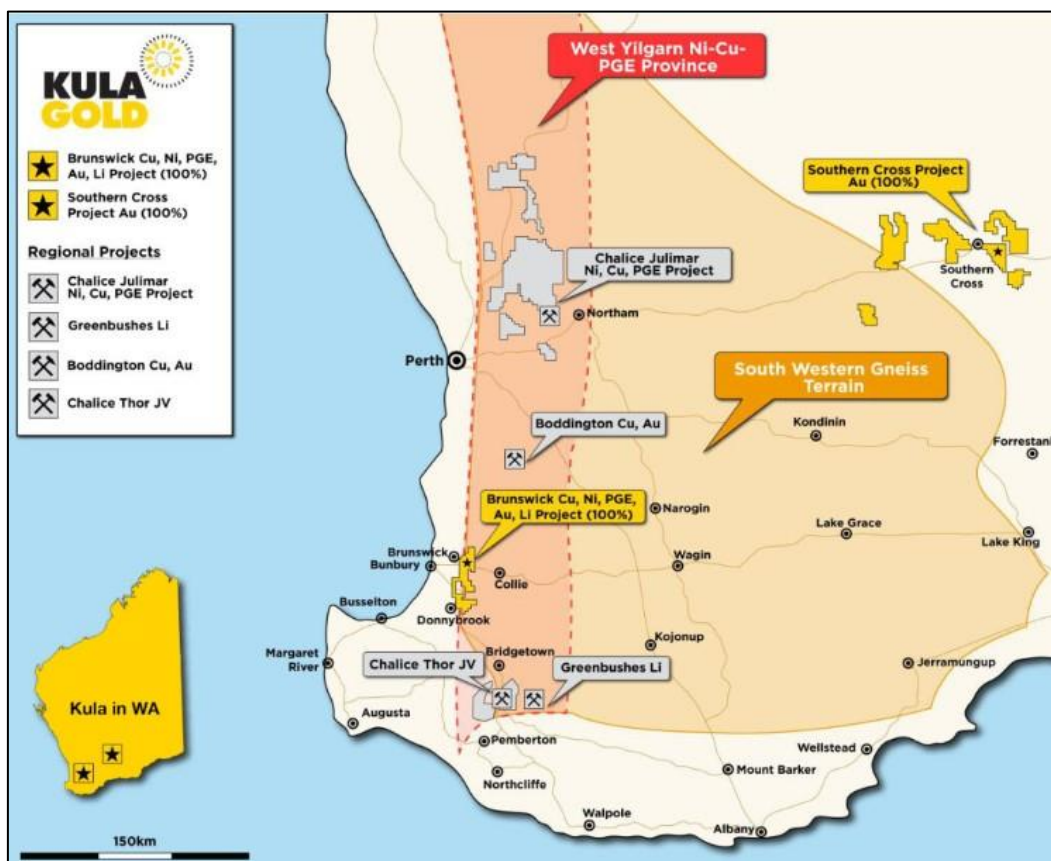 KULA
GOLD
Brunswick Cu, Ni, PGE,
Au, Li Project (100%)
Southern Cross
Project Au (100%)
Regional Projects
Chalice Julimar
Ni, Cu, PGE Project
Greenbushes Li
Boddington Cu, Au
Chalice Thor JV
West Yilgarn Ni-Cu-
PGE Province
Southern Cross Project
Au (100%)
Southern
Cross
Chalice Julimar
Ni, Cu, PGE Project
Northam
Perth
South Western Gneiss
Terrain
Boddington Cu, Au
Kondinin
Forrestani
Brunswick Cu, Ni, PGE,
Au, Li Project (100%)
Narogin
Lake Grace
Lake King
Brunswick
Bunbury
Collie
Wagin
Busselton
Donnybrook
Margaret
River
Bridgetown
Kojonup
Jerramungup
Chalice Thor JV
Greenbushes Li
Augusta
Pemberton
Wellstead
Northcliffe
Mount Barker
Walpole
Albany
Kula in WA
150km